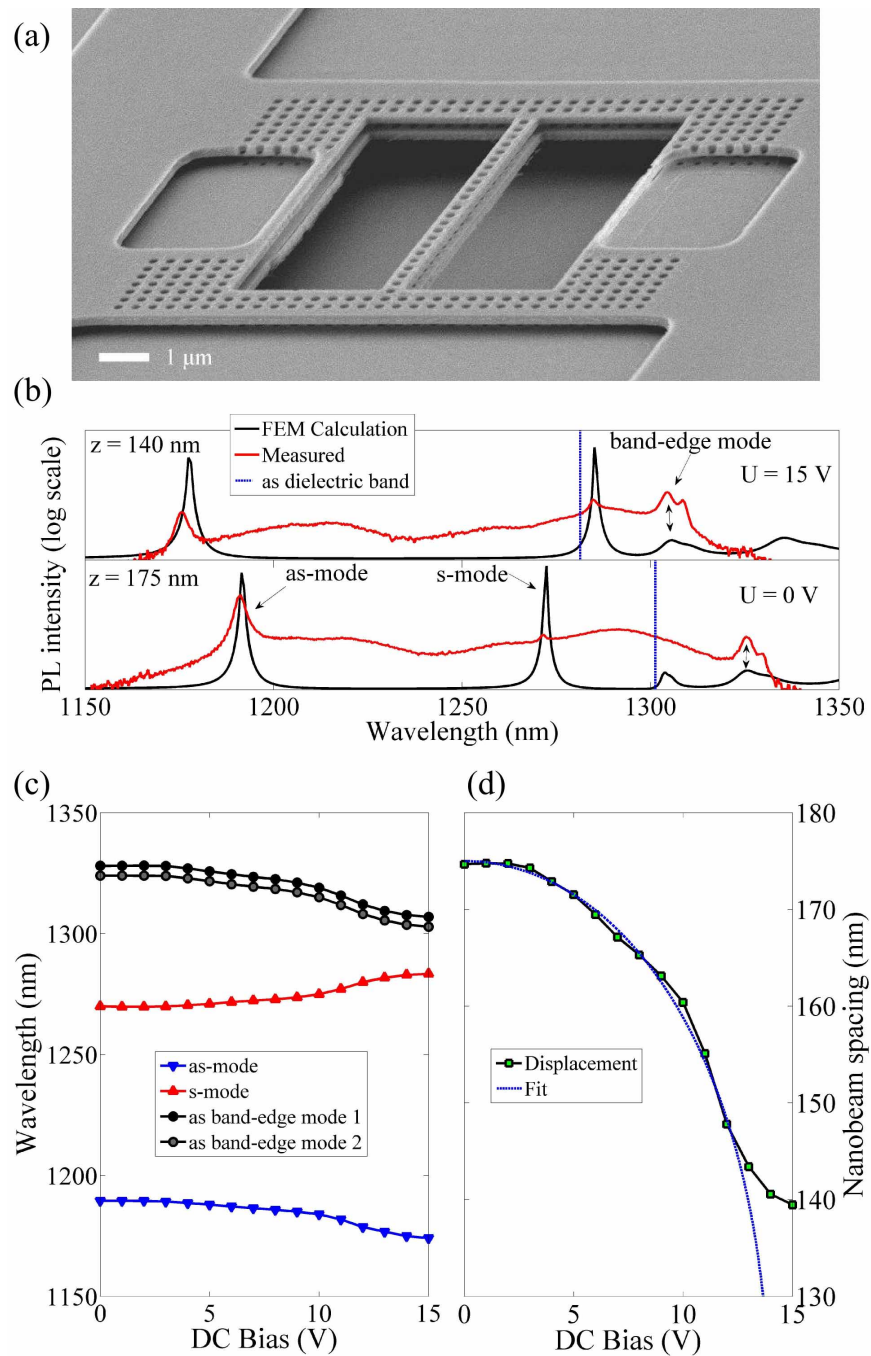 (a)
1 μm
(b)
FEM Calculation
Measured
as dielectric band
z = 140 nm
band-edge mode
U = 15 V
z = 175 nm
as-mode
s-mode
U = 0 V
PL intensity (log scale)
1150 1200 1250 1300 1350
Wavelength (nm)
(c)
1350
1300
1250
1200
1150
Wavelength (nm)
as-mode
s-mode
as band-edge mode 1
as band-edge mode 2
0 5 10 15
DC Bias (V)
(d)
Displacement
Fit
180
170
160
150
140
130
Nanobeam spacing (nm)
0 5 10 15
DC Bias (V)